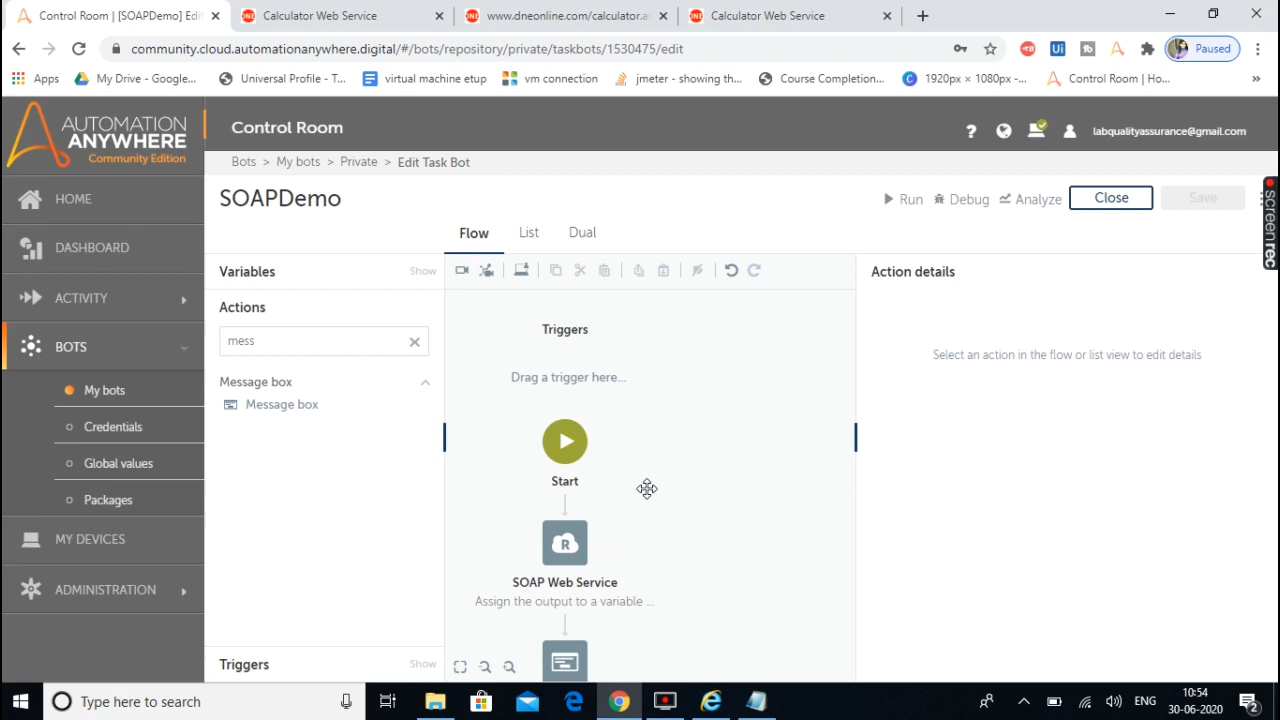 Control Room | [SOAPDemo] Edit
Calculator Web Service
www.dneonline.com/calculator.as
Calculator Web Service
community.cloud.automationanywhere.digital/#/bots/repository/private/taskbots/1530475/edit
Paused
Apps
My Drive - Google...
Universal Profile - T...
virtual machine etup
vm connection
jmeter - showing th...
Course Completion...
1920px × 1080px -...
Control Room | Ho...
AUTOMATION
ANYWHERE
Community Edition
Control Room
labqualityassurance@gmail.com
Bots > My bots > Private > Edit Task Bot
HOME
DASHBOARD
ACTIVITY
BOTS
My bots
Credentials
Global values
Packages
MY DEVICES
ADMINISTRATION
SOAPDemo
Run
Debug
Analyze
Close
Save
screenrec
Flow
List
Dual
Variables
Show
Actions
mess
Message box
Message box
Triggers
Show
Triggers
Drag a trigger here...
Start
R
SOAP Web Service
Assign the output to a variable ...
Action details
Select an action in the flow or list view to edit details
Type here to search
ENG
10:54
30-06-2020
2